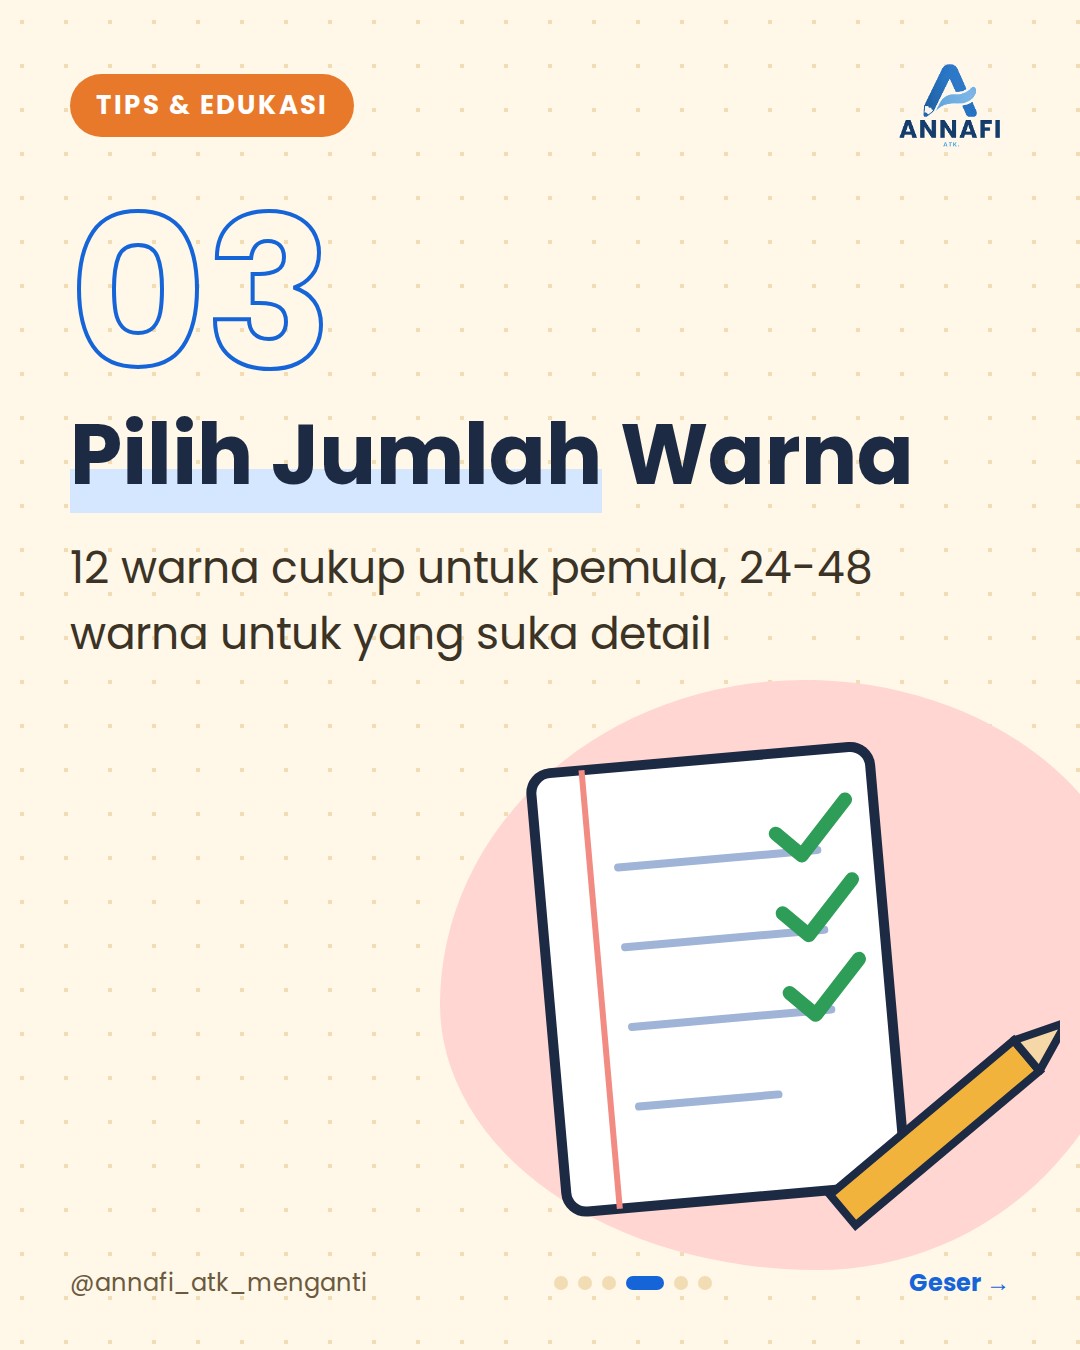 TIPS & EDUKASI
ANNAFI
ATK.
03
Pilih Jumlah Warna
12 warna cukup untuk pemula, 24-48
warna untuk yang suka detail
@annafi_atk_menganti
Geser →